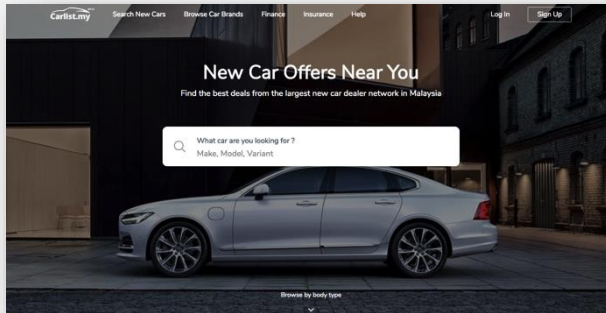 Carlist.my
Search New Cars
Browse Car Brands
Finance
Insurance
Help
Log In
Sign Up
New Car Offers Near You
Find the best deals from the largest new car dealer network in Malaysia
What car are you looking for ?
Make, Model, Variant
Browse by body type